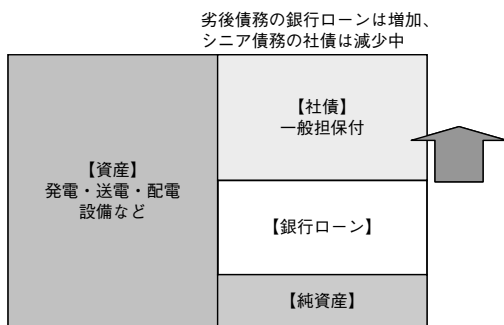 劣後債務の銀行ローンは増加、
シニア債務の社債は減少中
【社債】
一般担保付
【資産】
発電・送電・配電
設備など
【銀行ローン】
【純資産】